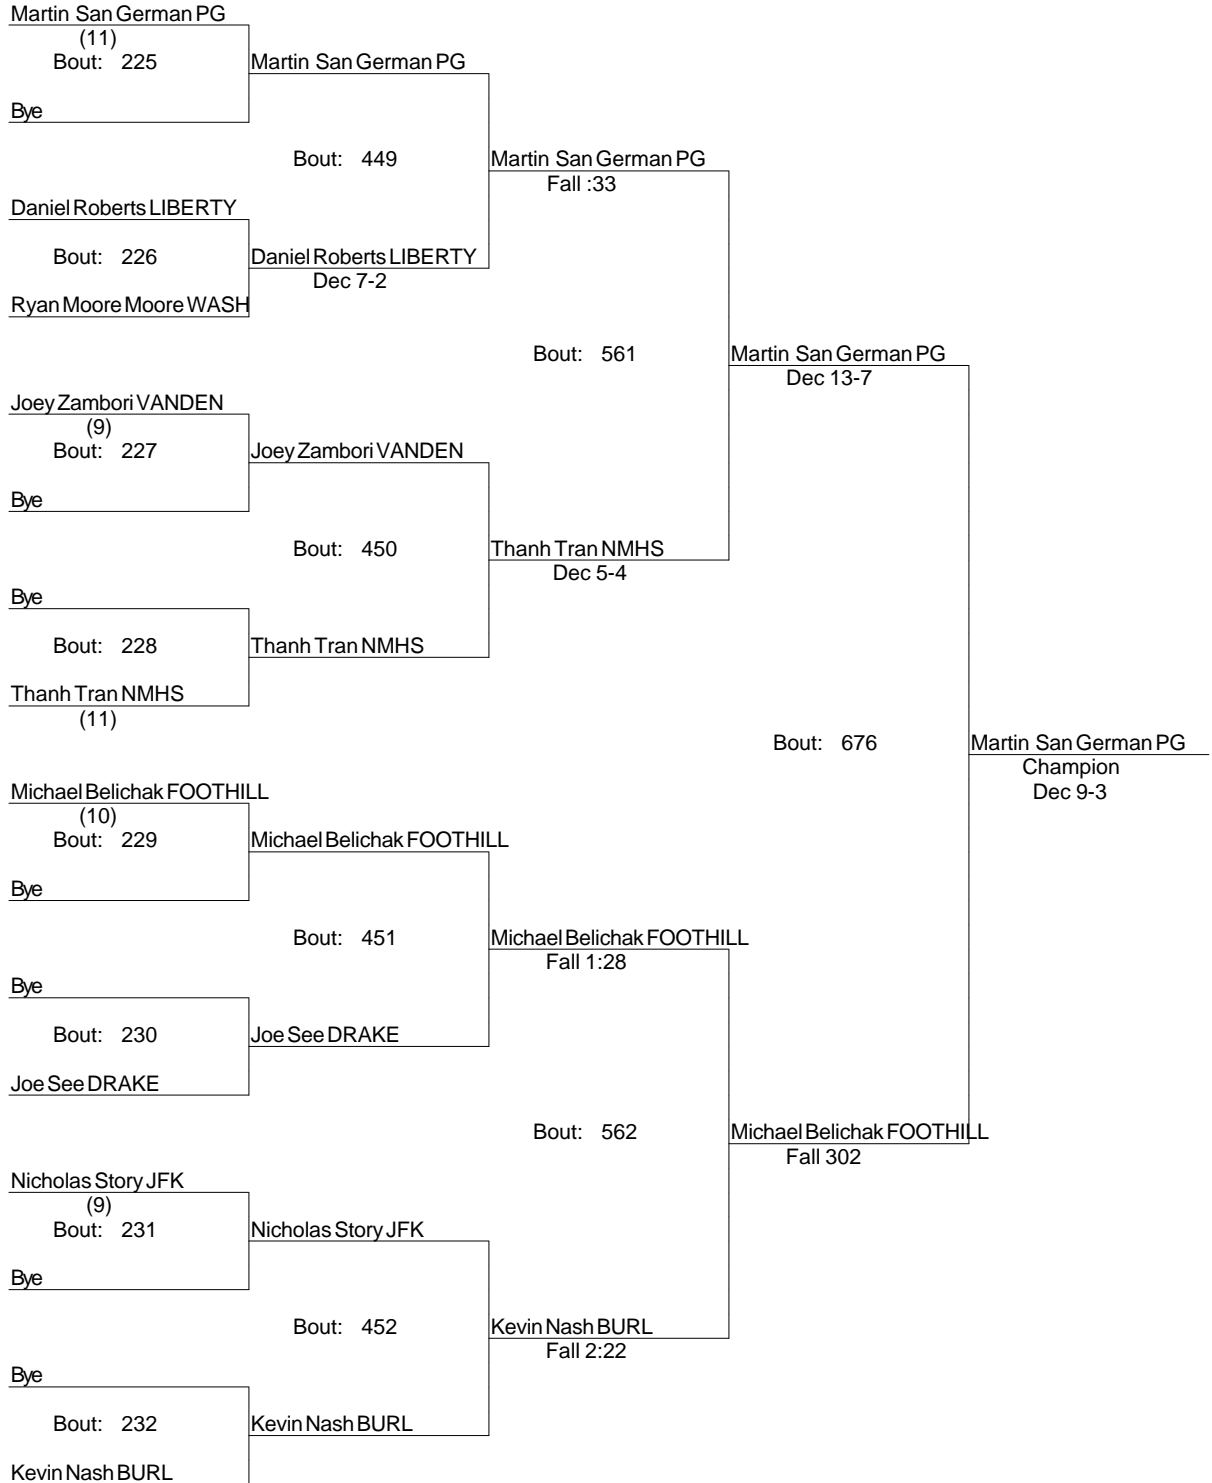 Martin San German PG
(11)
Bout: 225 Martin San German PG
Bye
Bout: 449 Martin San German PG
Fall :33
Daniel Roberts LIBERTY
Bout: 226 Daniel Roberts LIBERTY
Dec 7-2
Ryan Moore Moore WASH
Bout: 561 Martin San German PG
Dec 13-7
Joey Zambori VANDEN
(9)
Bout: 227 Joey Zambori VANDEN
Bye
Bout: 450 Thanh Tran NMHS
Dec 5-4
Bye
Bout: 228 Thanh Tran NMHS
Thanh Tran NMHS
(11)
Bout: 676 Martin San German PG
Champion
Dec 9-3
Michael Belichak FOOTHILL
(10)
Bout: 229 Michael Belichak FOOTHILL
Bye
Bout: 451 Michael Belichak FOOTHILL
Fall 1:28
Bye
Bout: 230 Joe See DRAKE
Joe See DRAKE
Bout: 562 Michael Belichak FOOTHILL
Fall 302
Nicholas Story JFK
(9)
Bout: 231 Nicholas Story JFK
Bye
Bout: 452 Kevin Nash BURL
Fall 2:22
Bye
Bout: 232 Kevin Nash BURL
Kevin Nash BURL